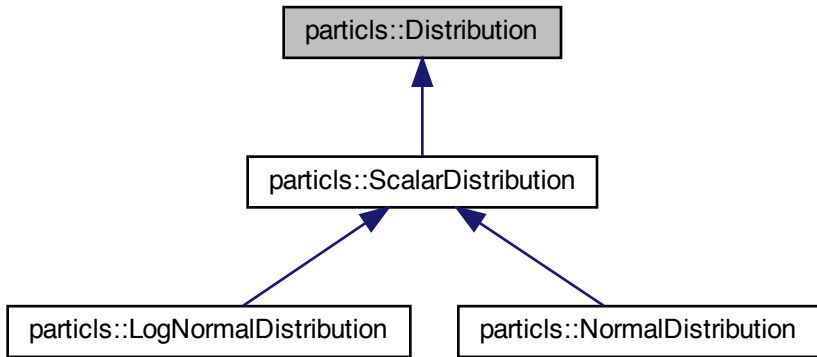 particls::Distribution
particls::ScalarDistribution
particls::LogNormalDistribution
particls::NormalDistribution